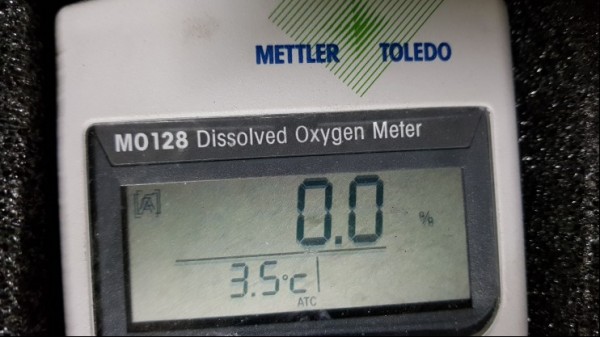 METTLER TOLEDO
MO128 Dissolved Oxygen Meter
[A] 0.0 %
3.5°C
ATC